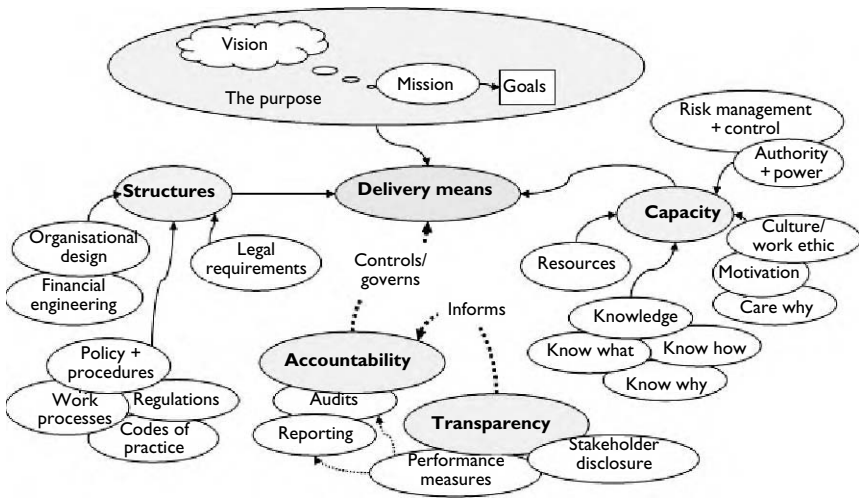 Vision
The purpose
Mission
Goals
Risk management
+ control
Authority
+ power
Structures
Delivery means
Capacity
Organisational
design
Financial
engineering
Legal
requirements
Controls/
governs
Resources
Culture/
work ethic
Motivation
Care why
Informs
Knowledge
Know what
Know how
Know why
Policy +
procedures
Work
processes
Regulations
Codes of
practice
Accountability
Audits
Reporting
Transparency
Performance
measures
Stakeholder
disclosure